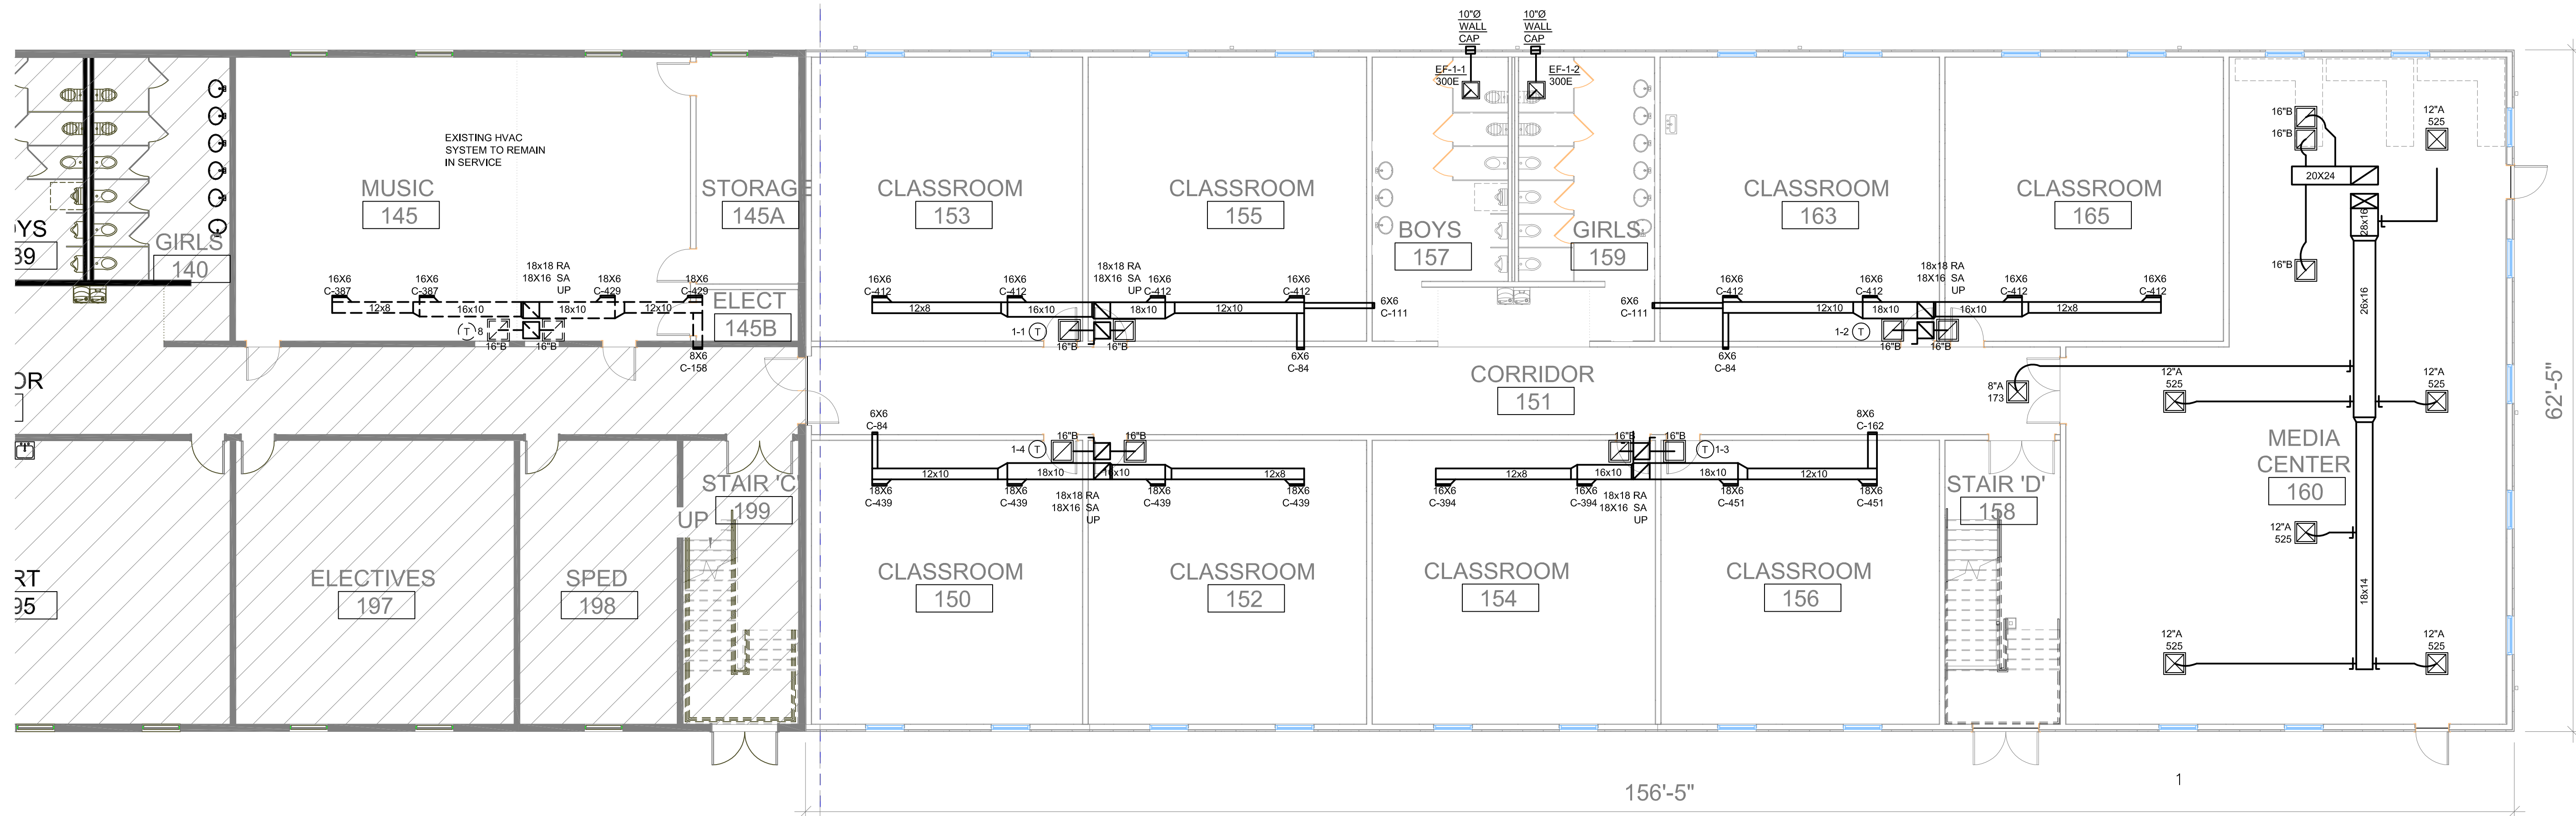 10"Ø
WALL
CAP
10"Ø
WALL
CAP
EF-1-1
300E
EF-1-2
300E
EXISTING HVAC
SYSTEM TO REMAIN
IN SERVICE
MUSIC
145
STORAGE
145A
CLASSROOM
153
CLASSROOM
155
BOYS
157
GIRLS
159
CLASSROOM
163
CLASSROOM
165
16"B
16"B
12"A
525
20X24
28x16
16"B
26x16
YS
39
GIRLS
140
16X6
C-387
16X6
C-387
18x18 RA
18X16 SA
UP
18X6
C-429
18X6
C-429
12x8
16x10
18x10
12x10
T
8
16"B
16"B
ELECT
145B
8X6
C-158
16X6
C-412
16X6
C-412
18x18 RA
18X16 SA
UP
16X6
C-412
16X6
C-412
12x8
16x10
18x10
12x10
6X6
C-111
1-1
T
16"B
16"B
6X6
C-84
6X6
C-111
16X6
C-412
16X6
C-412
18x18 RA
18X16 SA
UP
16X6
C-412
16X6
C-412
12x10
18x10
16x10
12x8
1-2
T
16"B
16"B
6X6
C-84
OR
CORRIDOR
151
8"A
173
12"A
525
12"A
525
62'-5"
6X6
C-84
1-4
T
16"B
16"B
12x10
18x10
16x10
12x8
18X6
C-439
18X6
C-439
18x18 RA
18X16 SA
UP
18X6
C-439
18X6
C-439
8X6
C-162
16"B
16"B
T
1-3
12x8
16x10
18x10
12x10
16X6
C-394
16X6
C-394
18x18 RA
18X16 SA
UP
18X6
C-451
18X6
C-451
MEDIA
CENTER
160
12"A
525
18x14
STAIR 'C'
199
UP
STAIR 'D'
158
RT
95
ELECTIVES
197
SPED
198
CLASSROOM
150
CLASSROOM
152
CLASSROOM
154
CLASSROOM
156
12"A
525
12"A
525
156'-5"
1